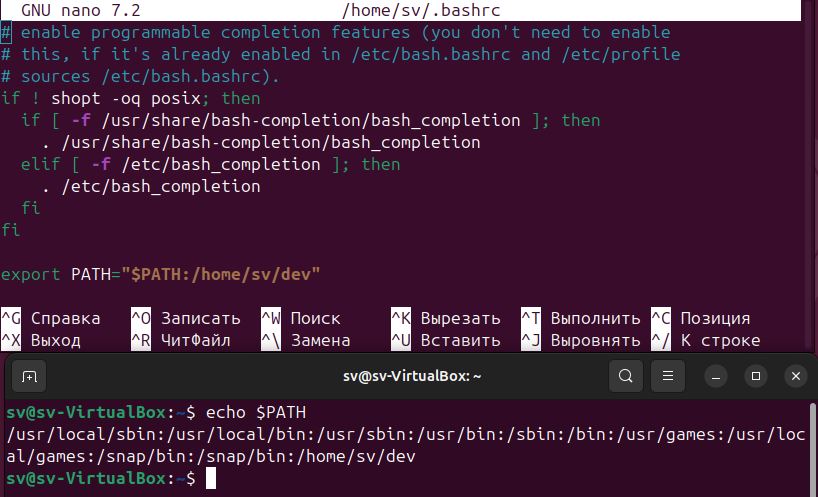 GNU nano 7.2 /home/sv/.bashrc
# enable programmable completion features (you don't need to enable
# this, if it's already enabled in /etc/bash.bashrc and /etc/profile
# sources /etc/bash.bashrc).
if ! shopt -oq posix; then
  if [ -f /usr/share/bash-completion/bash_completion ]; then
    . /usr/share/bash-completion/bash_completion
  elif [ -f /etc/bash_completion ]; then
    . /etc/bash_completion
  fi
fi
export PATH="$PATH:/home/sv/dev"
^G Справка ^O Записать ^W Поиск ^K Вырезать ^T Выполнить ^C Позиция
^X Выход ^R ЧитФайл ^\ Замена ^U Вставить ^J Выровнять ^/ К строке
sv@sv-VirtualBox: ~
sv@sv-VirtualBox:~$ echo $PATH
/usr/local/sbin:/usr/local/bin:/usr/sbin:/usr/bin:/sbin:/bin:/usr/games:/usr/loc
al/games:/snap/bin:/snap/bin:/home/sv/dev
sv@sv-VirtualBox:~$